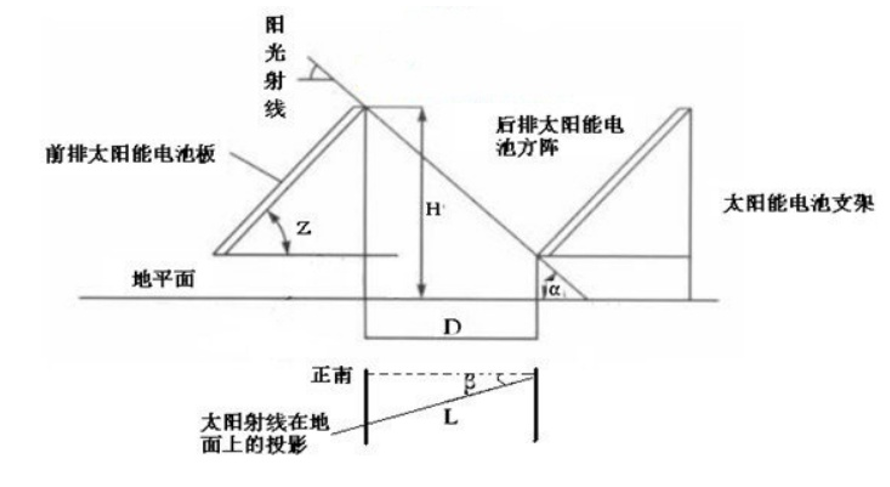 阳
光
射
线
前排太阳能电池板
后排太阳能电
池方阵
太阳能电池支架
H
Z
地平面
α
D
正南
β
L
太阳射线在地
面上的投影